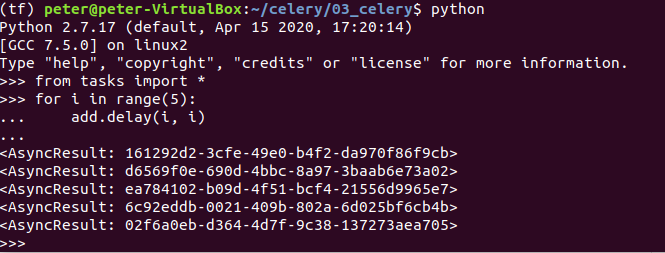 (tf) peter@peter-VirtualBox:~/celery/03_celery$ python
Python 2.7.17 (default, Apr 15 2020, 17:20:14)
[GCC 7.5.0] on linux2
Type "help", "copyright", "credits" or "license" for more information.
>>> from tasks import *
>>> for i in range(5):
...     add.delay(i, i)
...
<AsyncResult: 161292d2-3cfe-49e0-b4f2-da970f86f9cb>
<AsyncResult: d6569f0e-690d-4bbc-8a97-3baab6e73a02>
<AsyncResult: ea784102-b09d-4f51-bcf4-21556d9965e7>
<AsyncResult: 6c92eddb-0021-409b-802a-6d025bf6cb4b>
<AsyncResult: 02f6a0eb-d364-4d7f-9c38-137273aea705>
>>>